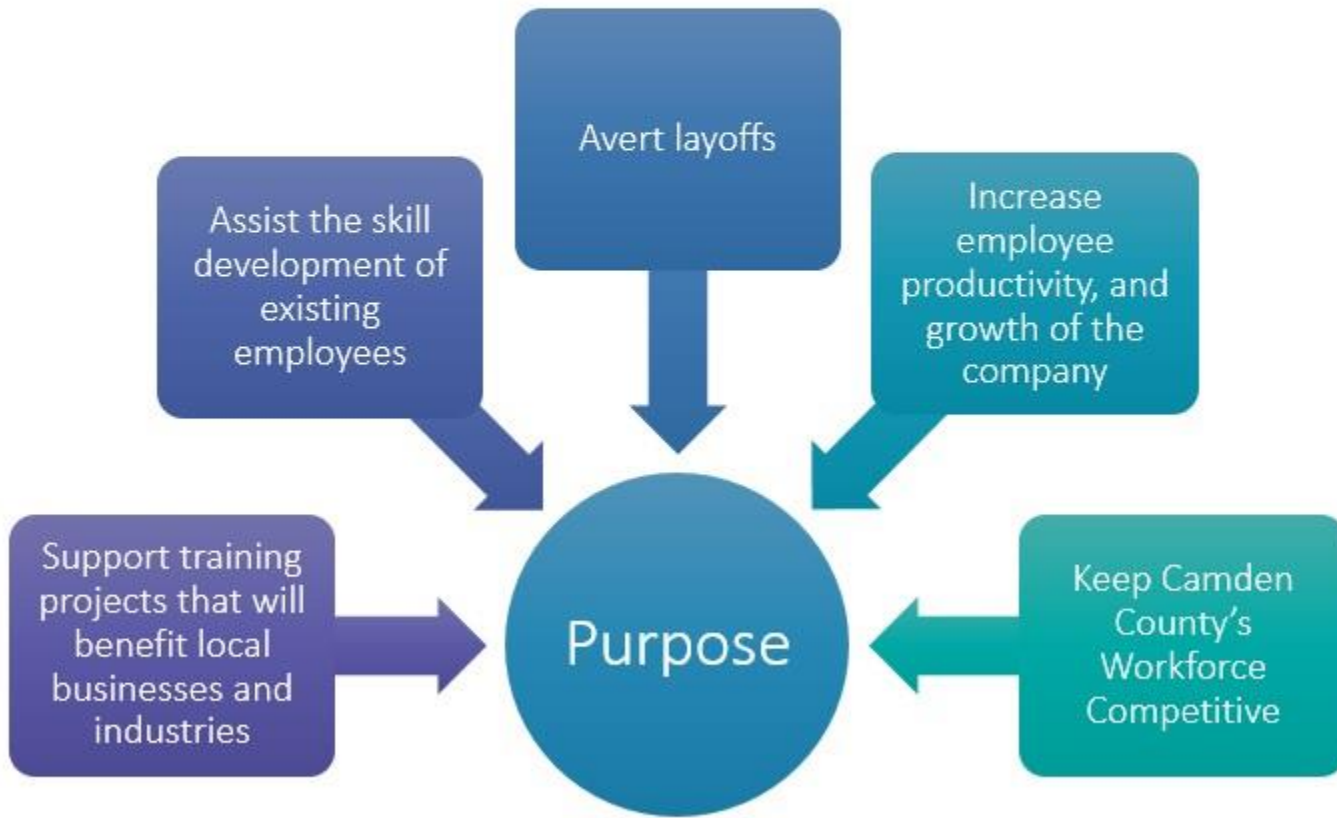 Support training
projects that will
benefit local
businesses and
industries
Assist the skill
development of
existing
employees
Avert layoffs
Increase
employee
productivity, and
growth of the
company
Keep Camden
County’s
Workforce
Competitive
Purpose